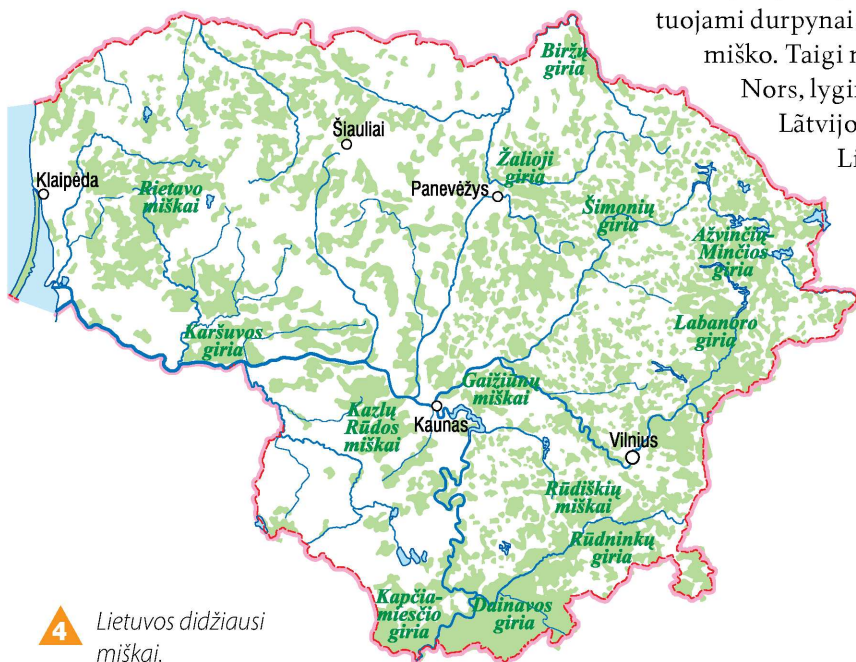 tuojami durpynai
miško. Taigi
Nors, lygin
Lãtvijo
Li
Biržų
giria
Šiauliai
Žalioji
giria
Klaipėda
Rietavo
miškai
Panevėžys
Šimonių
giria
Ažvinčių-
Minčios
giria
Labanoro
giria
Karšuvos
giria
Gaižiūnų
miškai
Kazlų
Rūdos
miškai
Kaunas
Vilnius
Rūdiškių
miškai
Rūdninkų
giria
Kapčia-
miesčio
giria
Dainavos
giria
4 Lietuvos didžiausi
miškai.